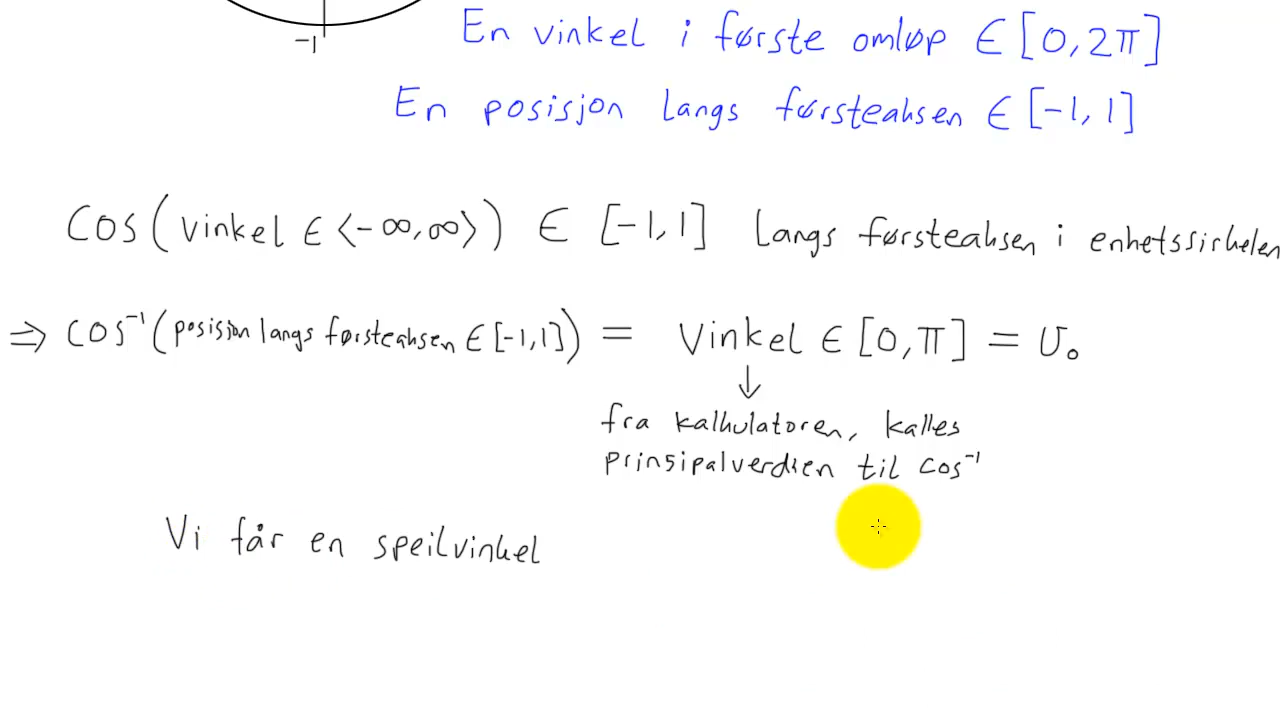 -1
En vinkel i første omløp ∈ [0, 2π]
En posisjon langs førsteaksen ∈ [-1, 1]
COS (vinkel ∈ ⟨-∞, ∞⟩) ∈ [-1, 1] langs førsteaksen i enhetssirkelen
⇒ COS⁻¹ (posisjon langs førsteaksen ∈ [-1, 1]) = Vinkel ∈ [0, π] = U₀
↓
fra kalkulatoren, kalles
prinsipalverdien til cos⁻¹
Vi får en speilvinkel